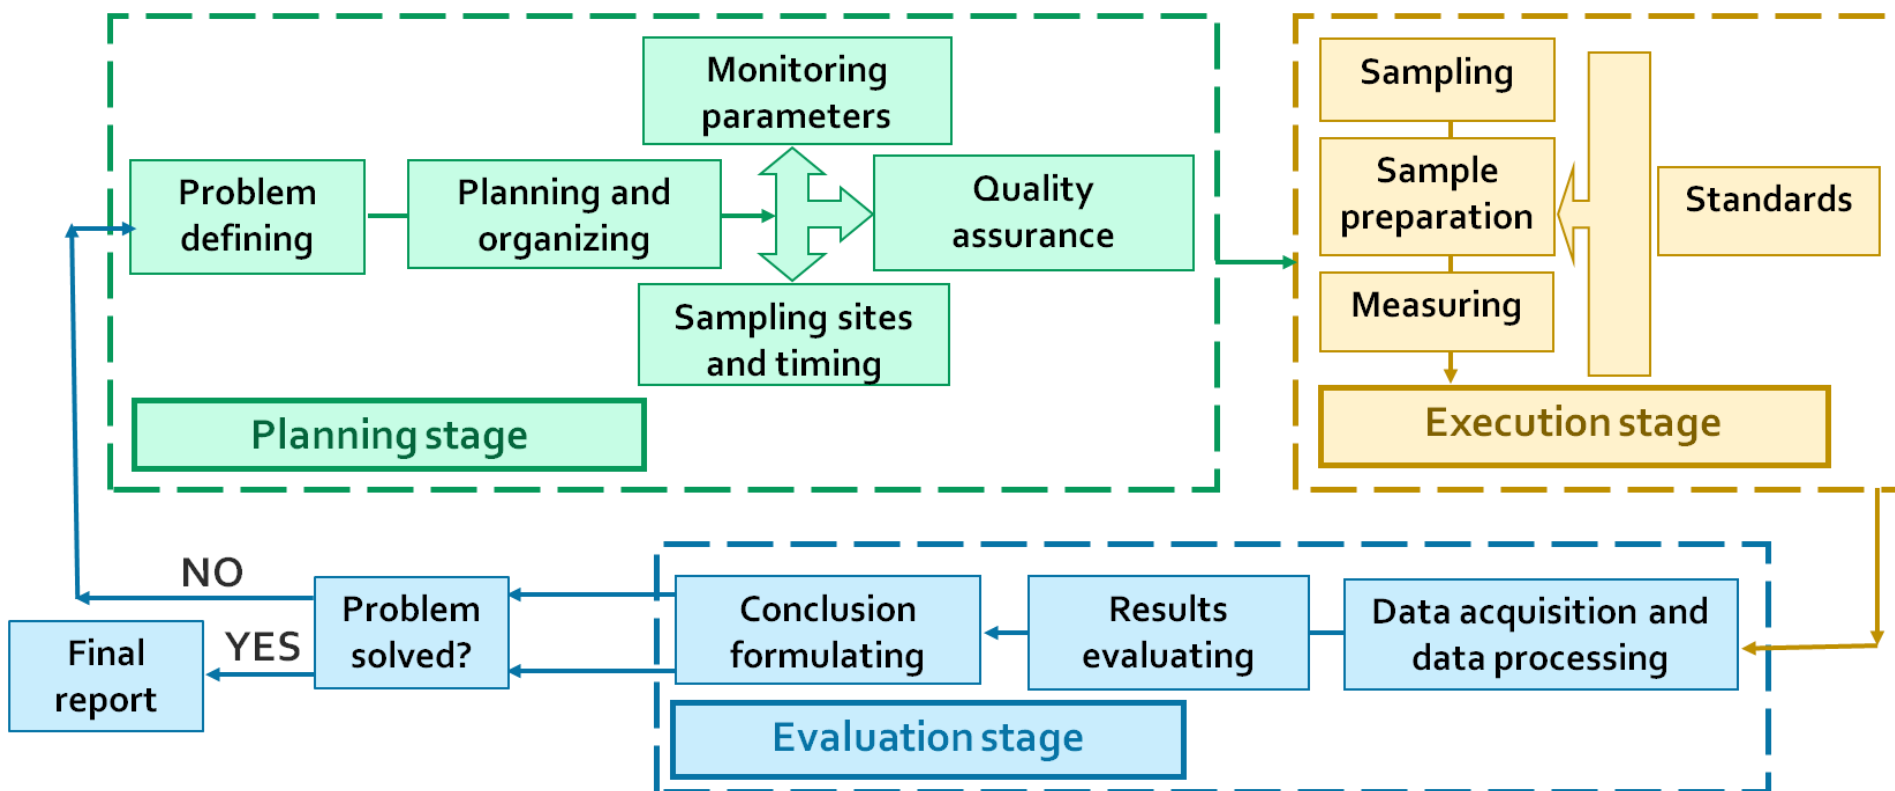 Monitoring
parameters
Problem
defining
Planning and
organizing
Quality
assurance
Sampling sites
and timing
Planning stage
Sampling
Sample
preparation
Measuring
Standards
Execution stage
Data acquisition and
data processing
Results
evaluating
Conclusion
formulating
Evaluation stage
Problem
solved?
NO
YES
Final
report